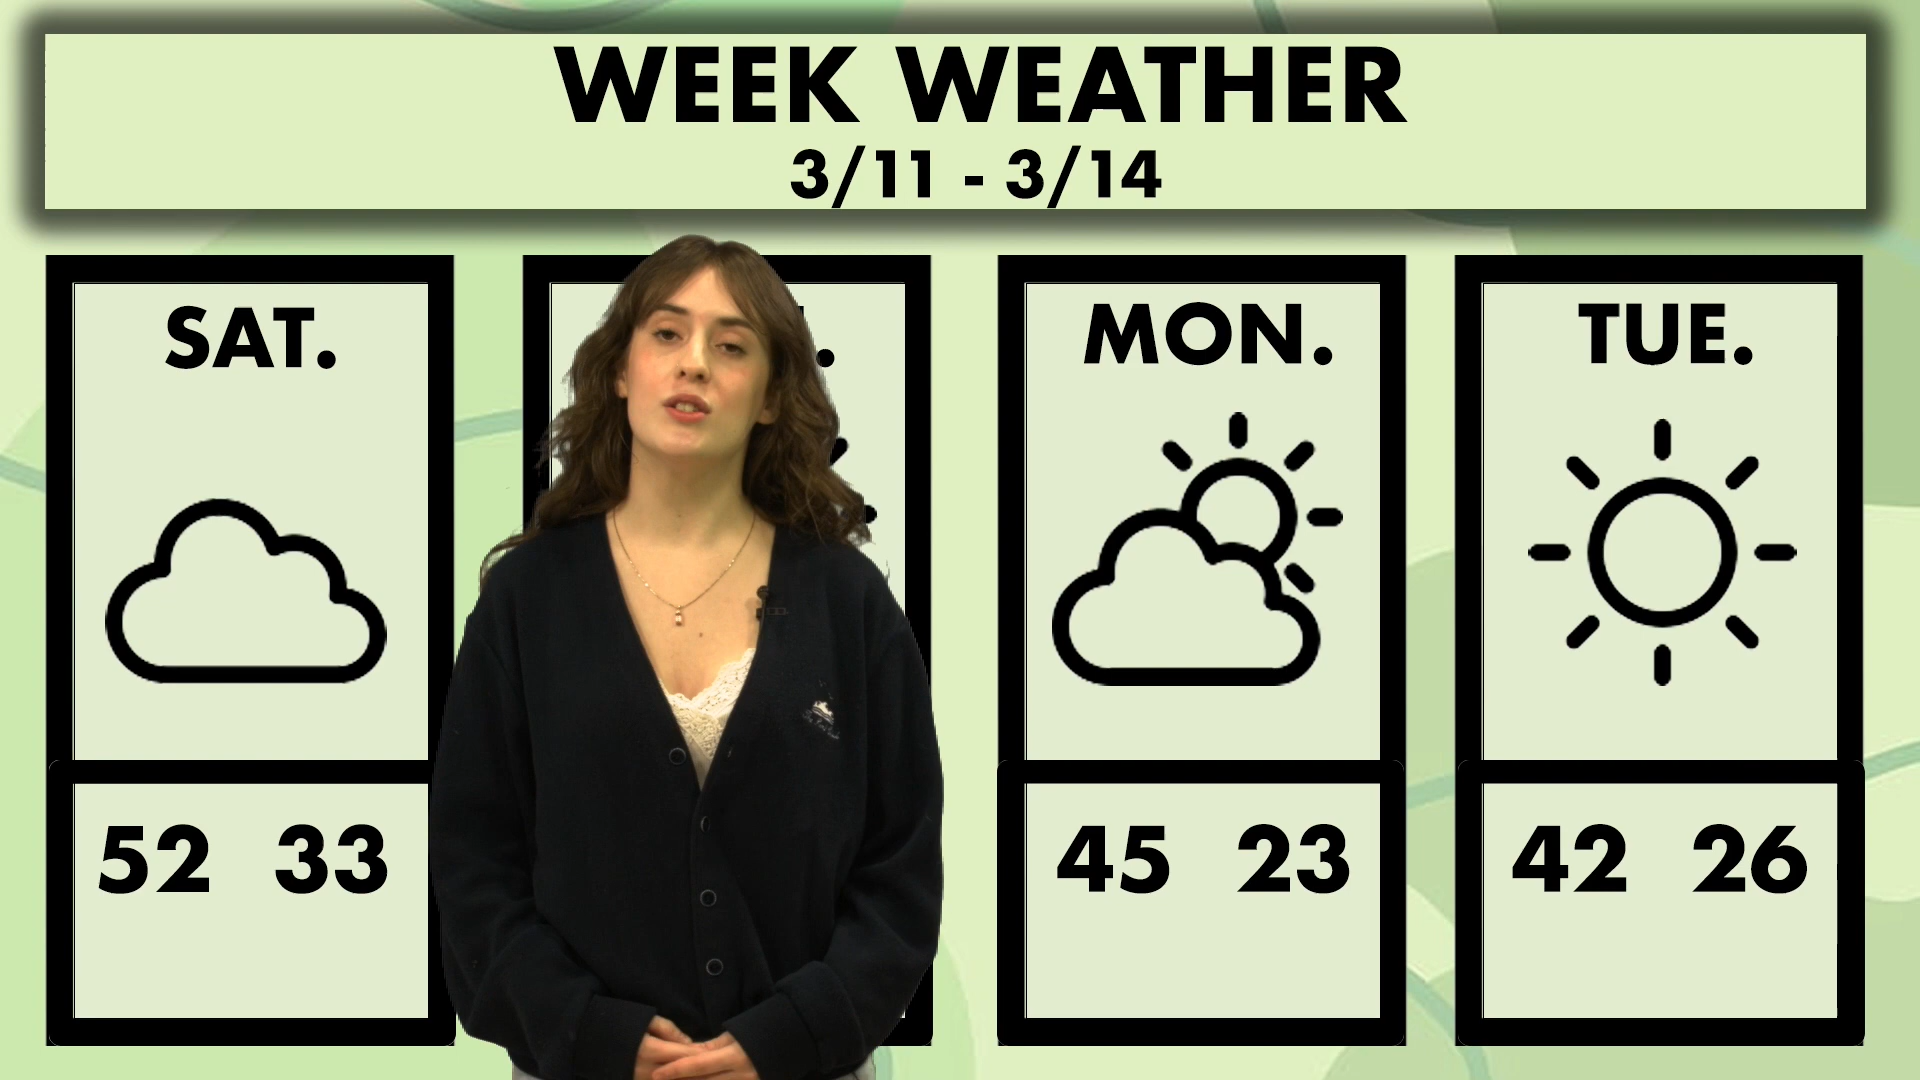 WEEK WEATHER
3/11 - 3/14
SAT.
MON.
TUE.
52 33
45 23
42 26